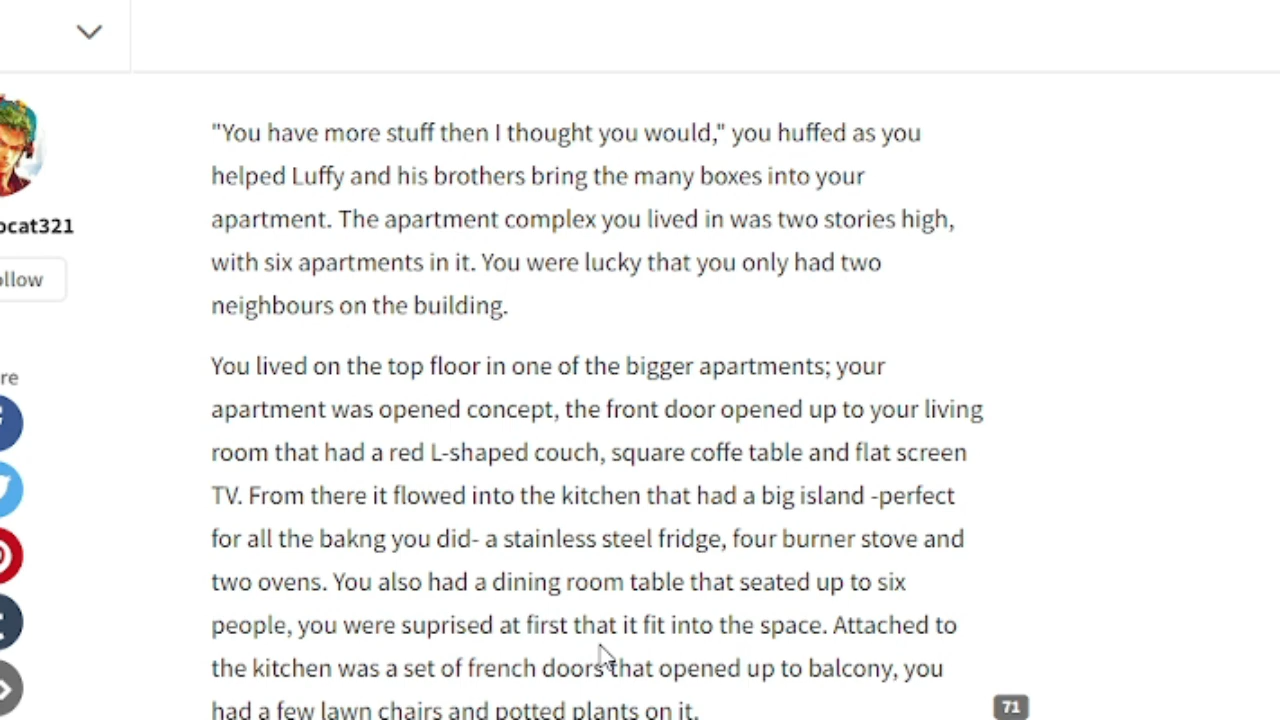 "You have more stuff then I thought you would," you huffed as you
helped Luffy and his brothers bring the many boxes into your
apartment. The apartment complex you lived in was two stories high,
with six apartments in it. You were lucky that you only had two
neighbours on the building.
You lived on the top floor in one of the bigger apartments; your
apartment was opened concept, the front door opened up to your living
room that had a red L-shaped couch, square coffe table and flat screen
TV. From there it flowed into the kitchen that had a big island -perfect
for all the bakng you did- a stainless steel fridge, four burner stove and
two ovens. You also had a dining room table that seated up to six
people, you were suprised at first that it fit into the space. Attached to
the kitchen was a set of french doors that opened up to balcony, you
had a few lawn chairs and potted plants on it.
71
ocat321
ollow
re